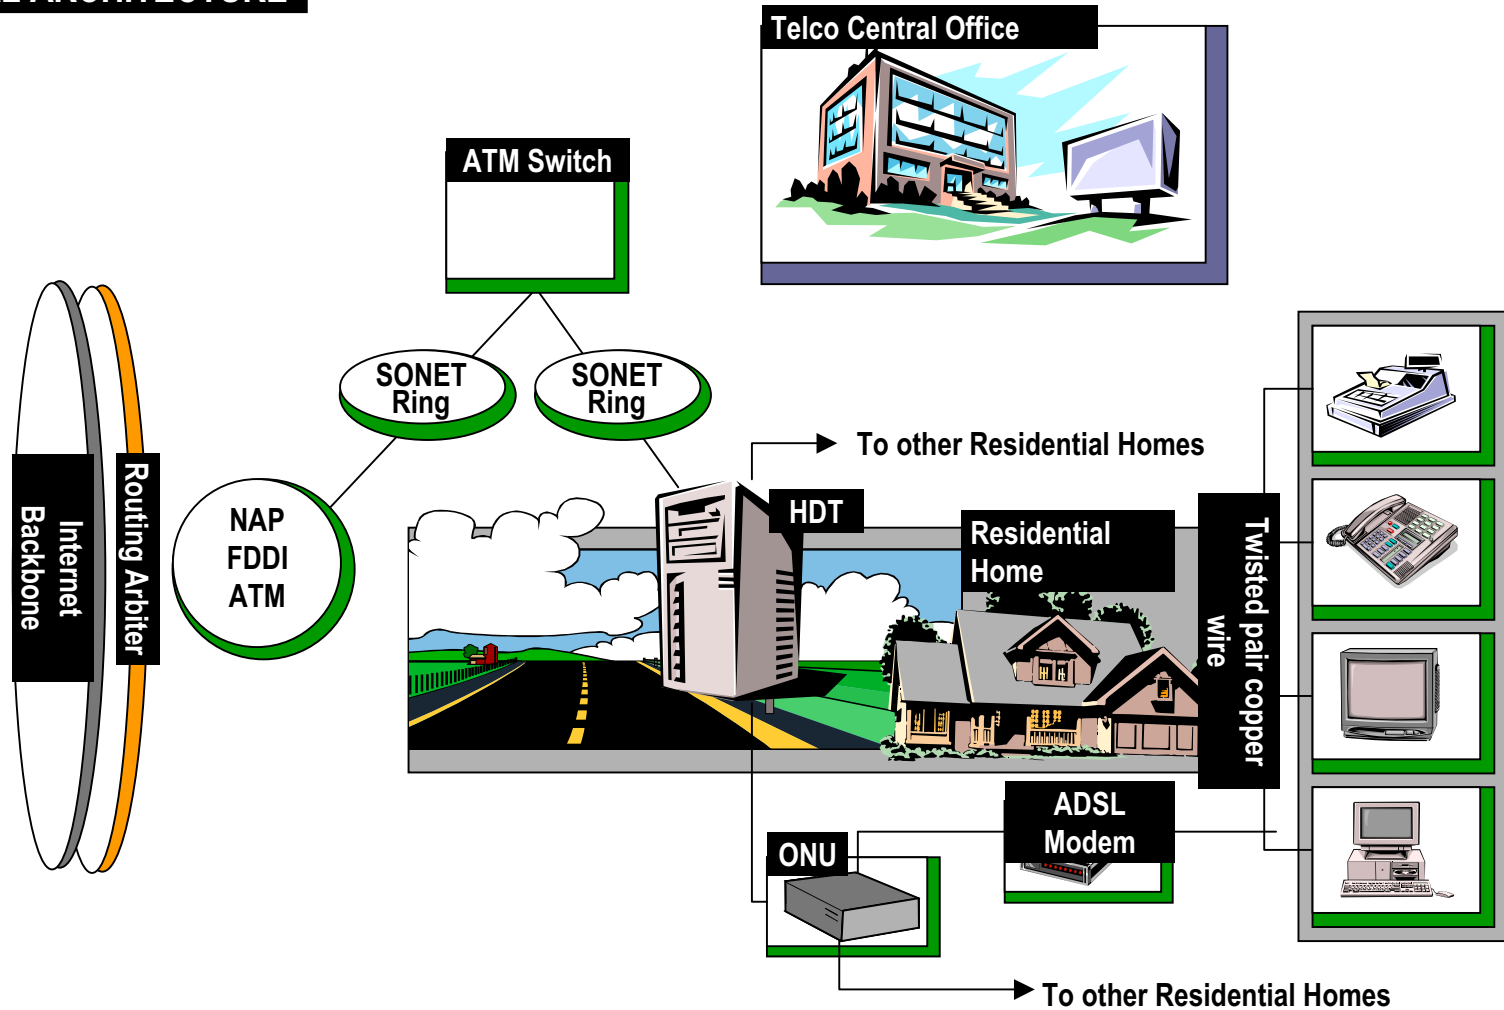 ARCHITECTURE
Telco Central Office
ATM Switch
SONET
Ring
SONET
Ring
To other Residential Homes
Internet
Backbone
Routing Arbiter
NAP
FDDI
ATM
HDT
Residential
Home
Twisted pair copper
wire
ADSL
Modem
ONU
To other Residential Homes